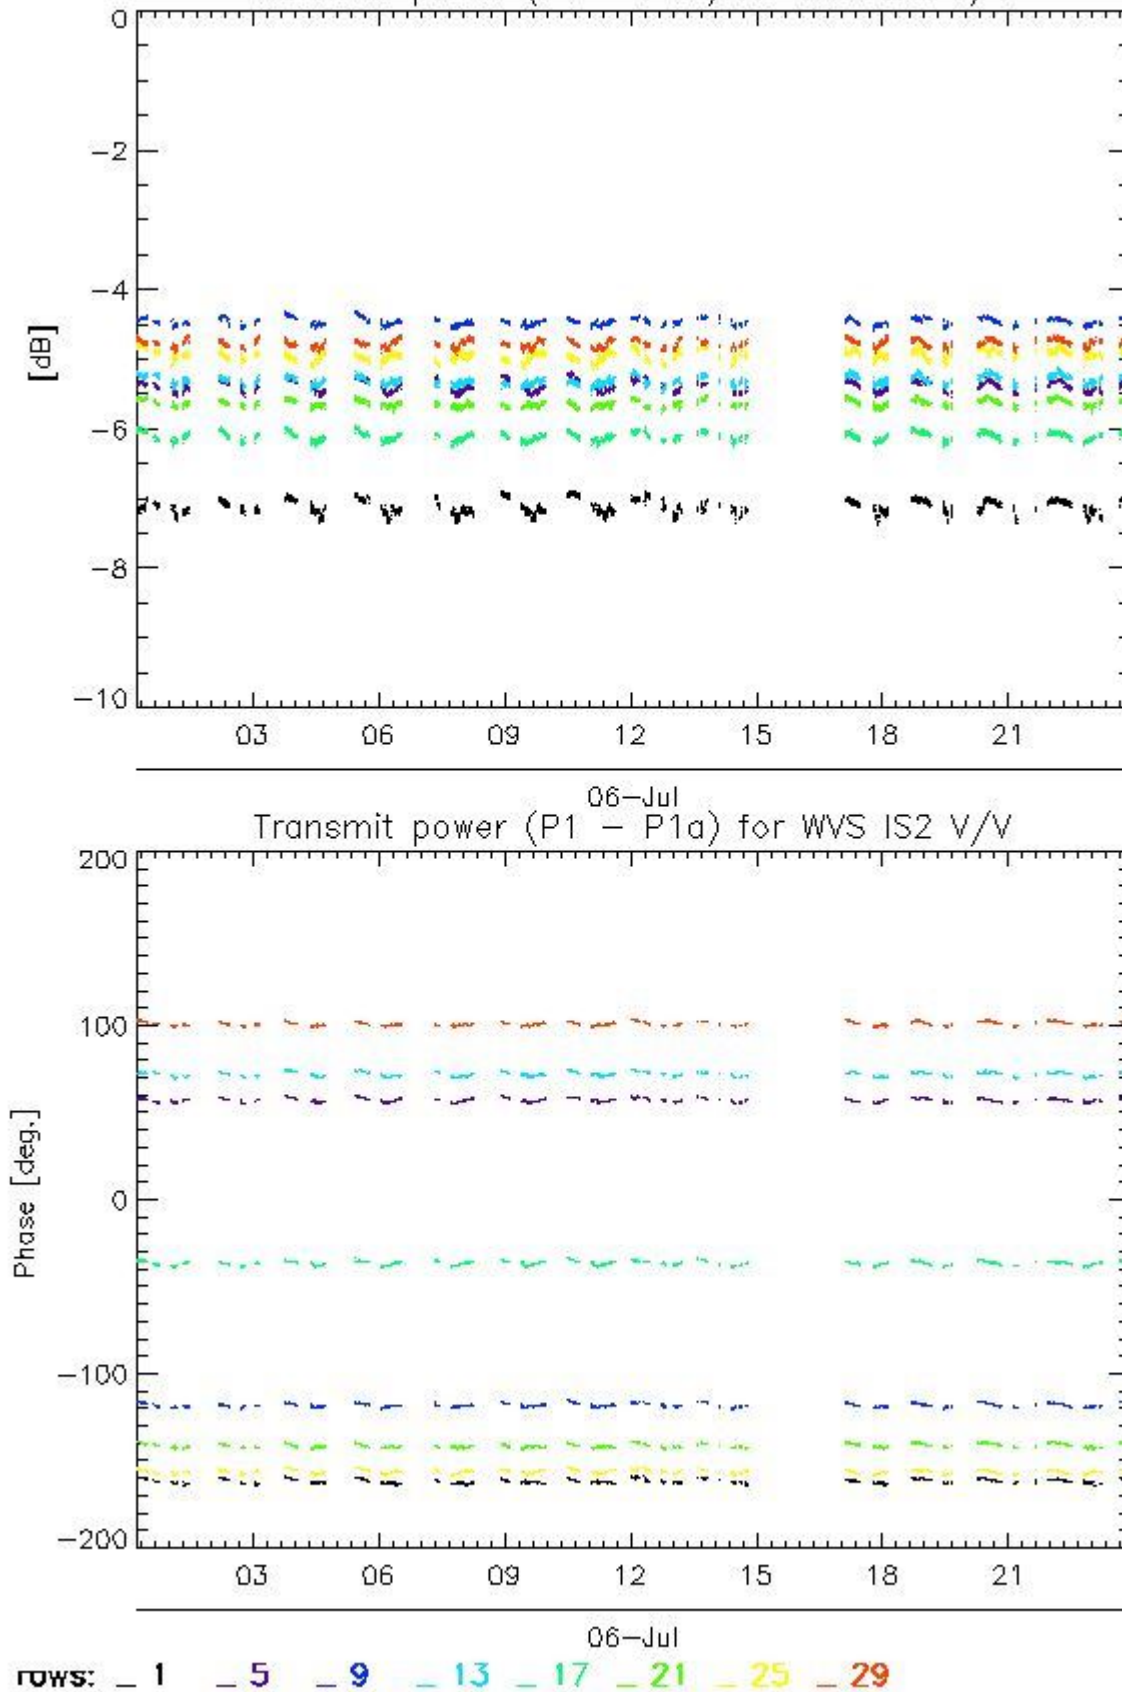 0
−2
−4
[dB]
−6
−8
−10
03 06 09 12 15 18 21
06−Jul
Transmit power (P1 − P1a) for WVS IS2 V/V
200
100
Phase [deg.]
0
−100
−200
03 06 09 12 15 18 21
06−Jul
rows: _ 1 _ 5 _ 9 _ 13 _ 17 _ 21 _ 25 _ 29